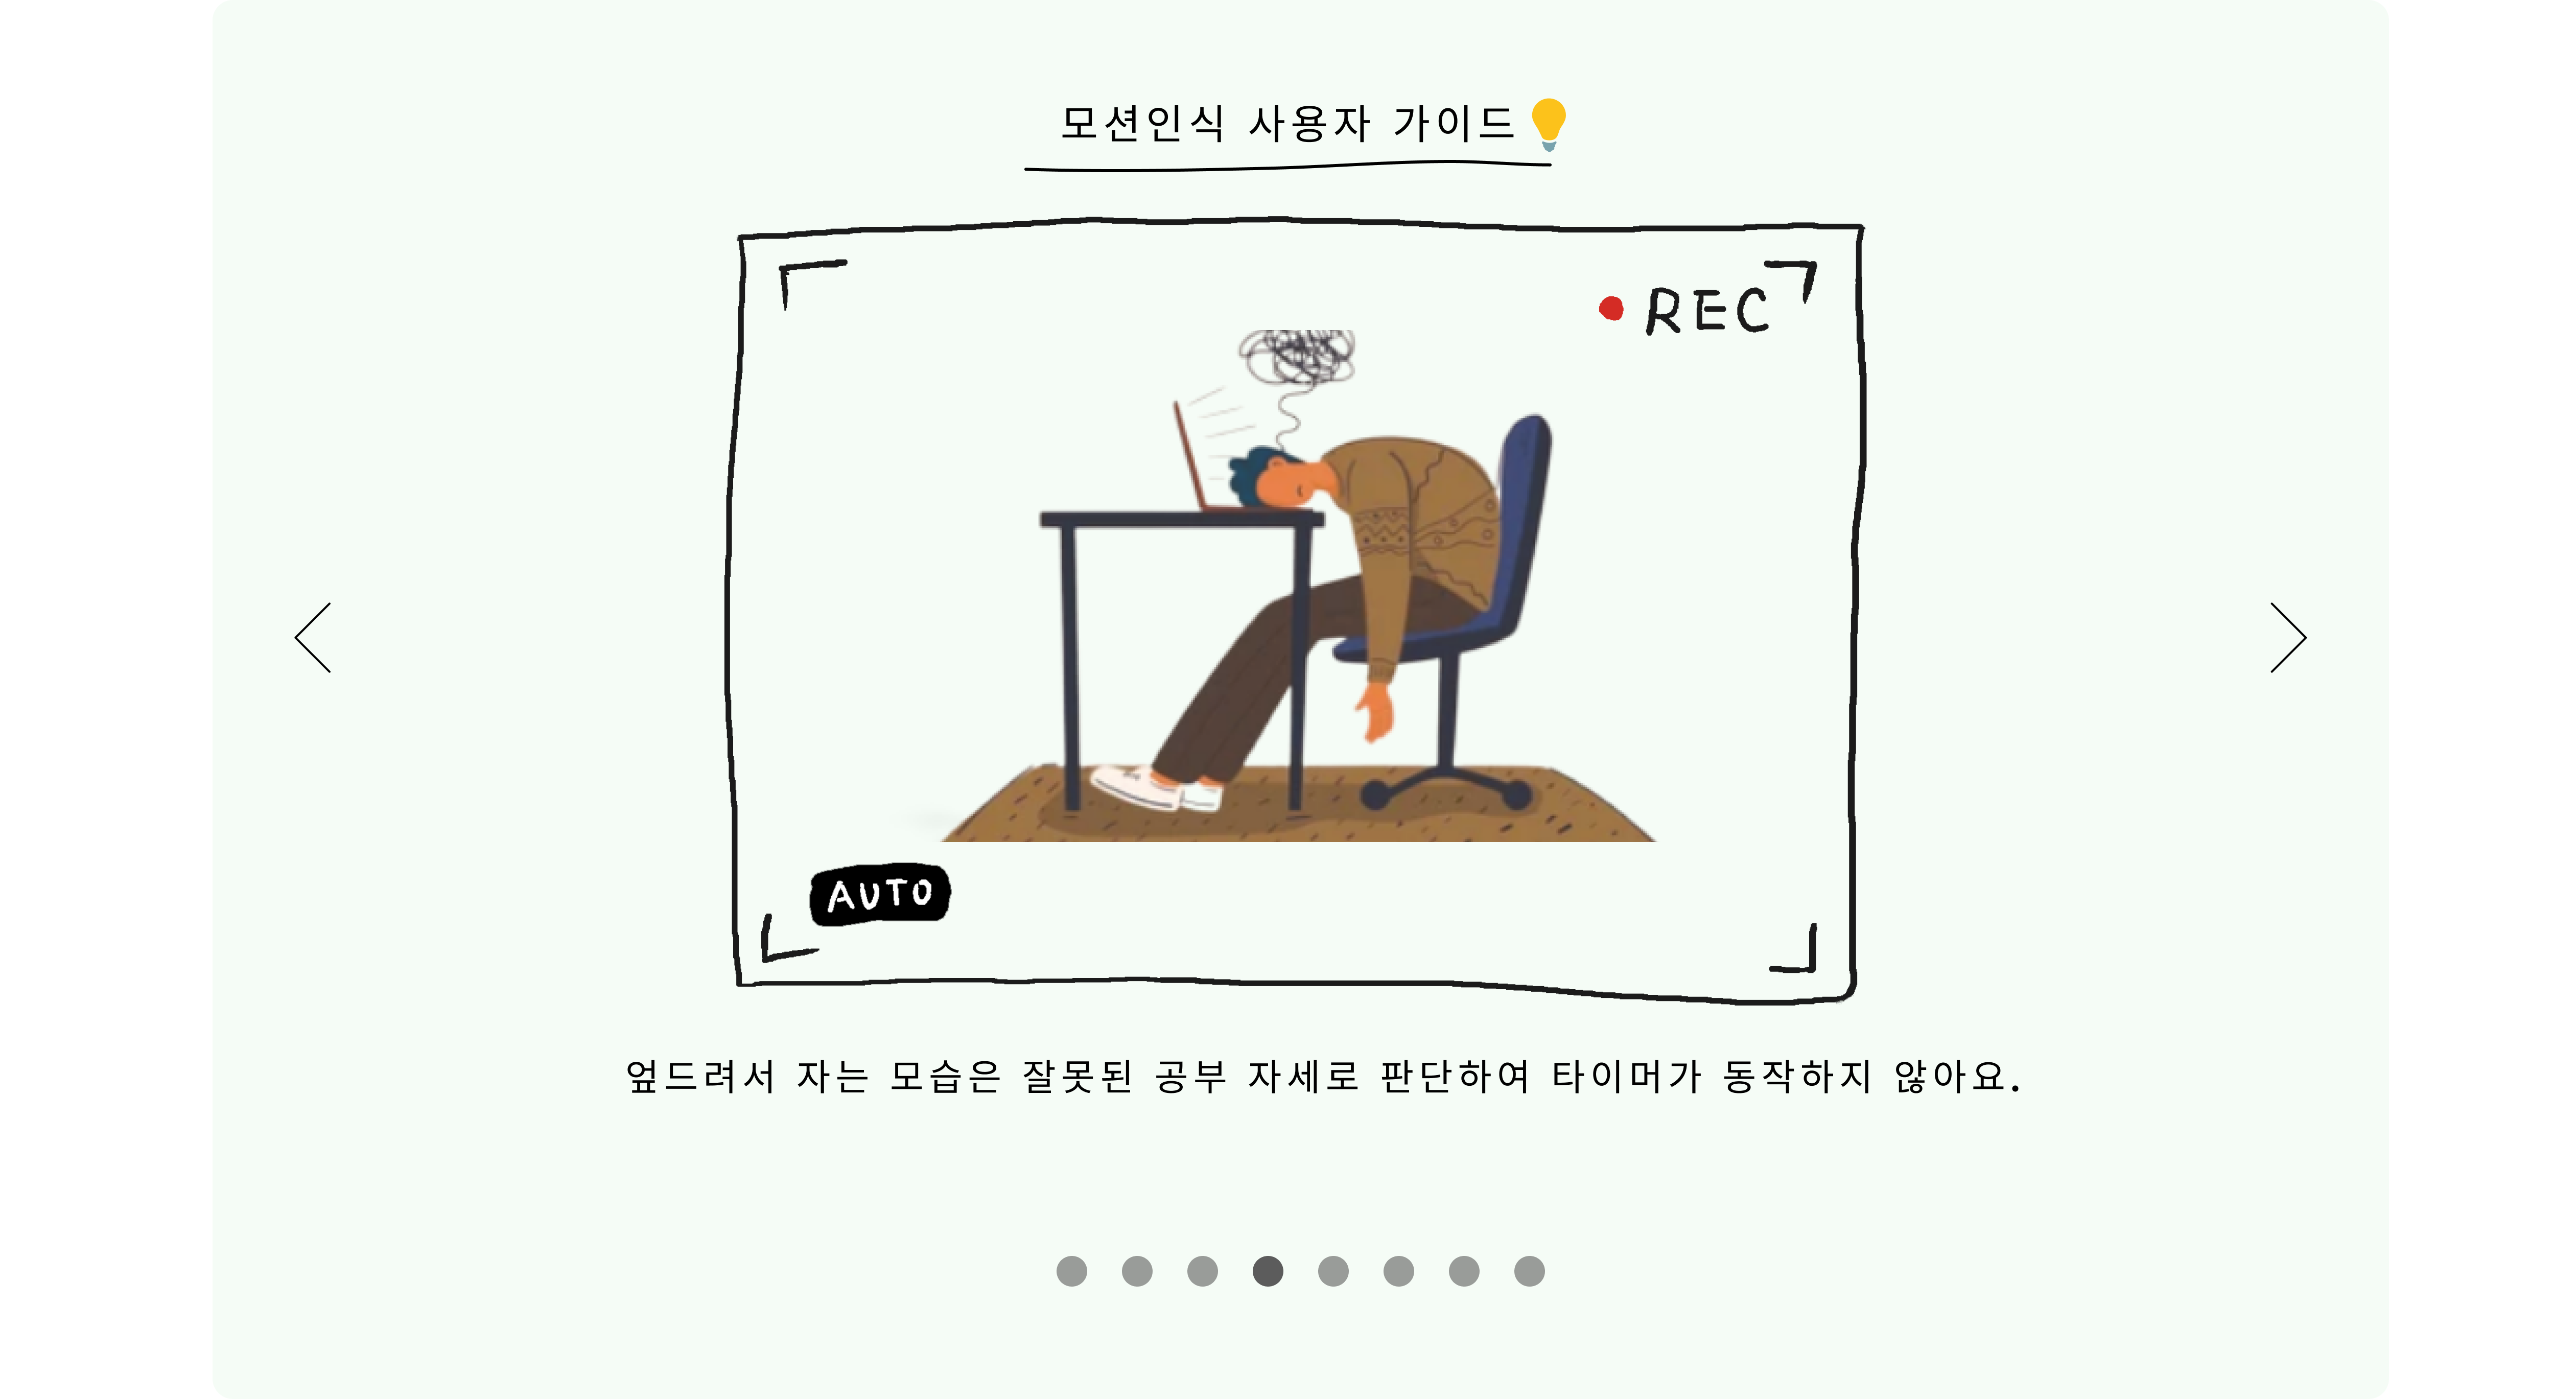 모션인식 사용자 가이드
REC
AUTO
엎드려서 자는 모습은 잘못된 공부 자세로 판단하여 타이머가 동작하지 않아요.